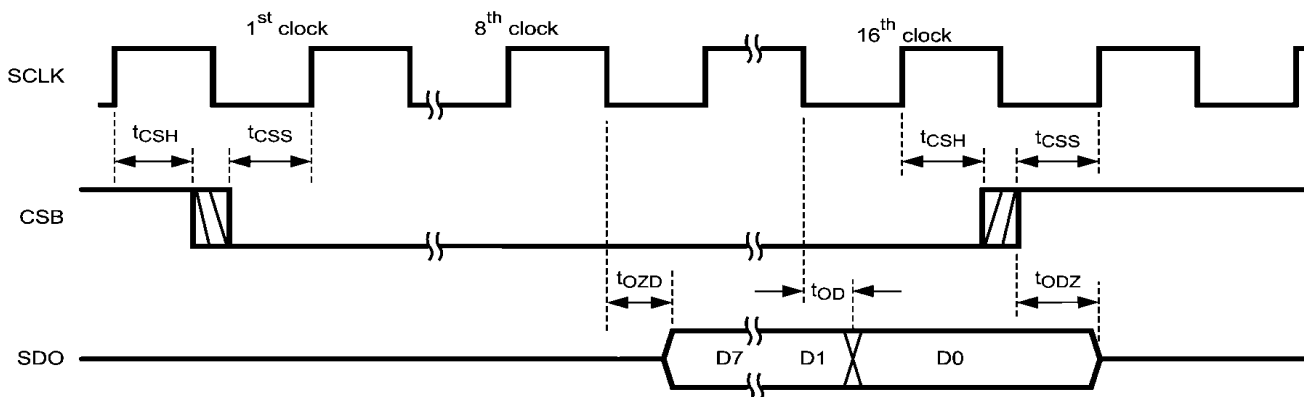 1st clock
8th clock
16th clock
SCLK
tCSH
tCSS
tCSH
tCSS
CSB
tOZD
tOD
tODZ
SDO
D7
D1
D0